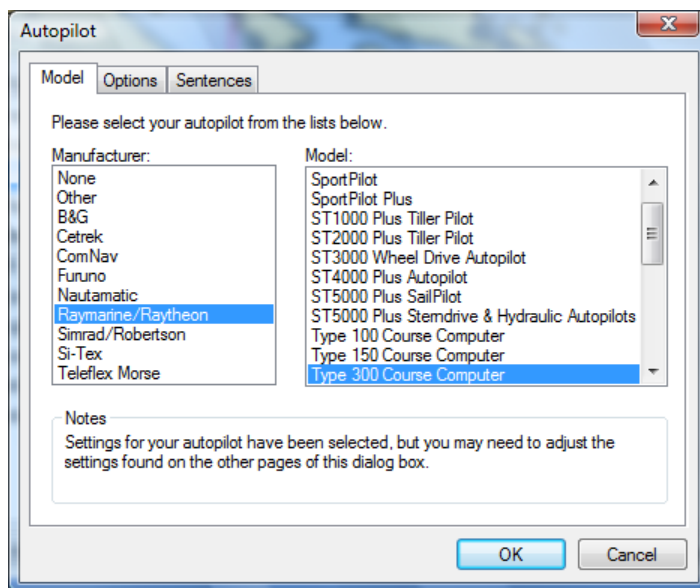 Autopilot
Model
Options
Sentences
Please select your autopilot from the lists below.
Manufacturer:
None
Other
B&G
Cetrek
ComNav
Furuno
Nautamatic
Raymarine/Raytheon
Simrad/Robertson
Si-Tex
Teleflex Morse
Model:
SportPilot
SportPilot Plus
ST1000 Plus Tiller Pilot
ST2000 Plus Tiller Pilot
ST3000 Wheel Drive Autopilot
ST4000 Plus Autopilot
ST5000 Plus SailPilot
ST5000 Plus Sterndrive & Hydraulic Autopilots
Type 100 Course Computer
Type 150 Course Computer
Type 300 Course Computer
Notes
Settings for your autopilot have been selected, but you may need to adjust the
settings found on the other pages of this dialog box.
OK
Cancel